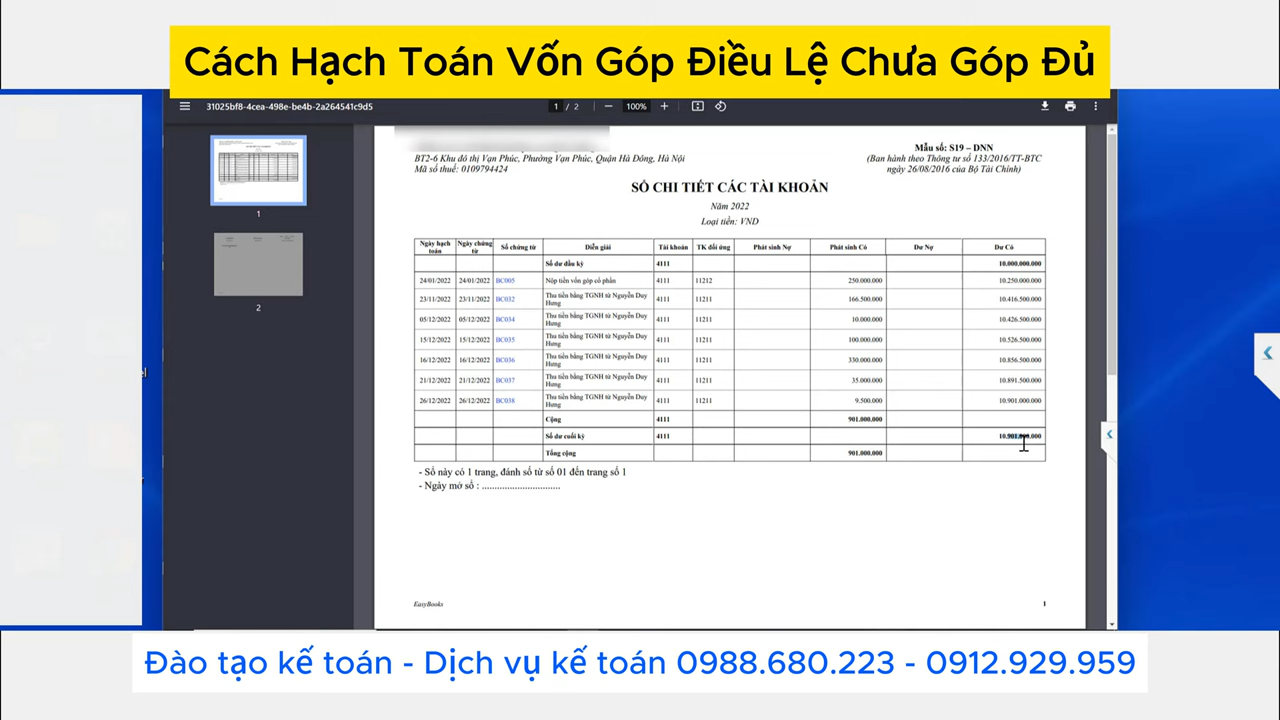 Cách Hạch Toán Vốn Góp Điều Lệ Chưa Góp Đủ
31025bf8-4cea-498e-be4b-2a264541c9d5 1 / 2 100%
BT2-6 Khu đô thị Vạn Phúc, Phường Vạn Phúc, Quận Hà Đông, Hà Nội
Mã số thuế: 0109794424
Mẫu số: S19 – DNN
(Ban hành theo Thông tư số 133/2016/TT-BTC
ngày 26/08/2016 của Bộ Tài Chính)
SỔ CHI TIẾT CÁC TÀI KHOẢN
Năm 2022
Loại tiền: VND
Ngày hạch toán Ngày chứng từ Số chứng từ Diễn giải Tài khoản TK đối ứng Phát sinh Nợ Phát sinh Có Dư Nợ Dư Có
Số dư đầu kỳ 4111 10.000.000.000
24/01/2022 24/01/2022 BC005 Nộp tiền vốn góp cổ phần 4111 11212 250.000.000 10.250.000.000
23/11/2022 23/11/2022 BC032 Thu tiền bằng TGNH từ Nguyễn Duy Hưng 4111 11211 166.500.000 10.416.500.000
05/12/2022 05/12/2022 BC034 Thu tiền bằng TGNH từ Nguyễn Duy Hưng 4111 11211 10.000.000 10.426.500.000
15/12/2022 15/12/2022 BC035 Thu tiền bằng TGNH từ Nguyễn Duy Hưng 4111 11211 100.000.000 10.526.500.000
16/12/2022 16/12/2022 BC036 Thu tiền bằng TGNH từ Nguyễn Duy Hưng 4111 11211 330.000.000 10.856.500.000
21/12/2022 21/12/2022 BC037 Thu tiền bằng TGNH từ Nguyễn Duy Hưng 4111 11211 35.000.000 10.891.500.000
26/12/2022 26/12/2022 BC038 Thu tiền bằng TGNH từ Nguyễn Duy Hưng 4111 11211 9.500.000 10.901.000.000
Cộng 4111 901.000.000
Số dư cuối kỳ 4111 10.901.000.000
Tổng cộng 901.000.000
- Sổ này có 1 trang, đánh số từ số 01 đến trang số 1
- Ngày mở sổ : ..............................
EasyBooks 1
1
2
Đào tạo kế toán - Dịch vụ kế toán 0988.680.223 - 0912.929.959